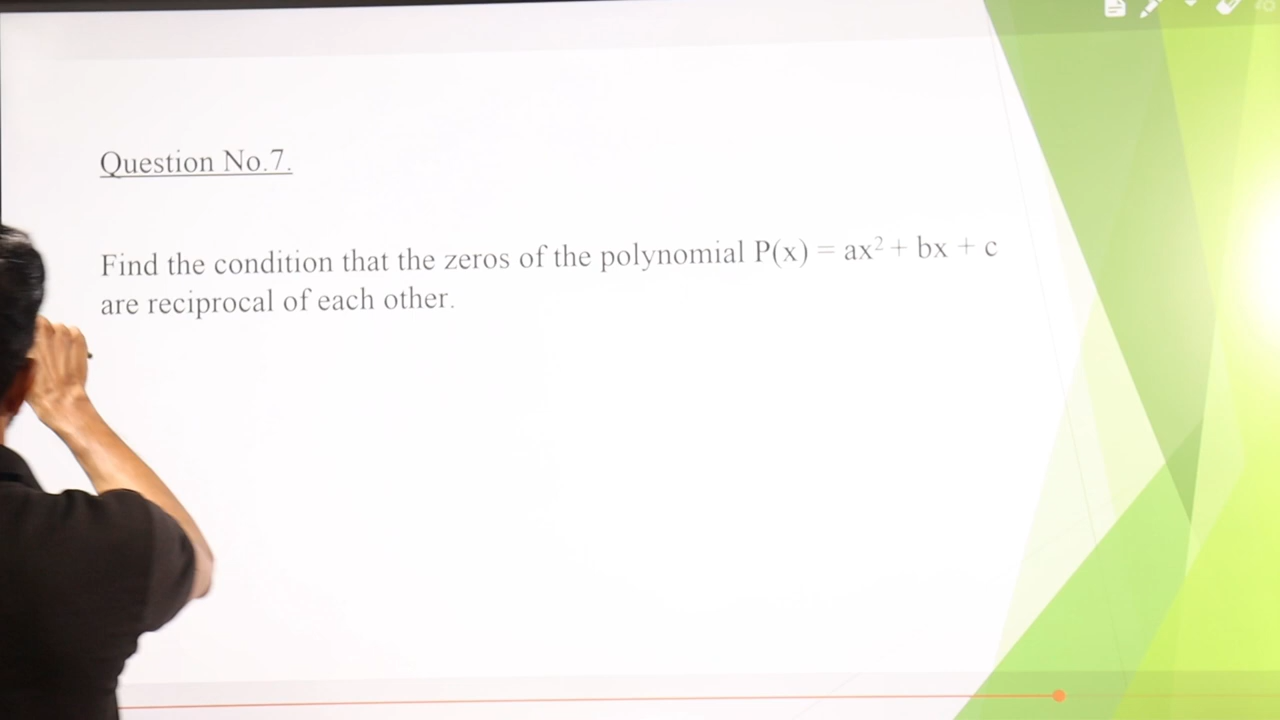 Question No.7.
Find the condition that the zeros of the polynomial P(x) = ax² + bx + c
are reciprocal of each other.